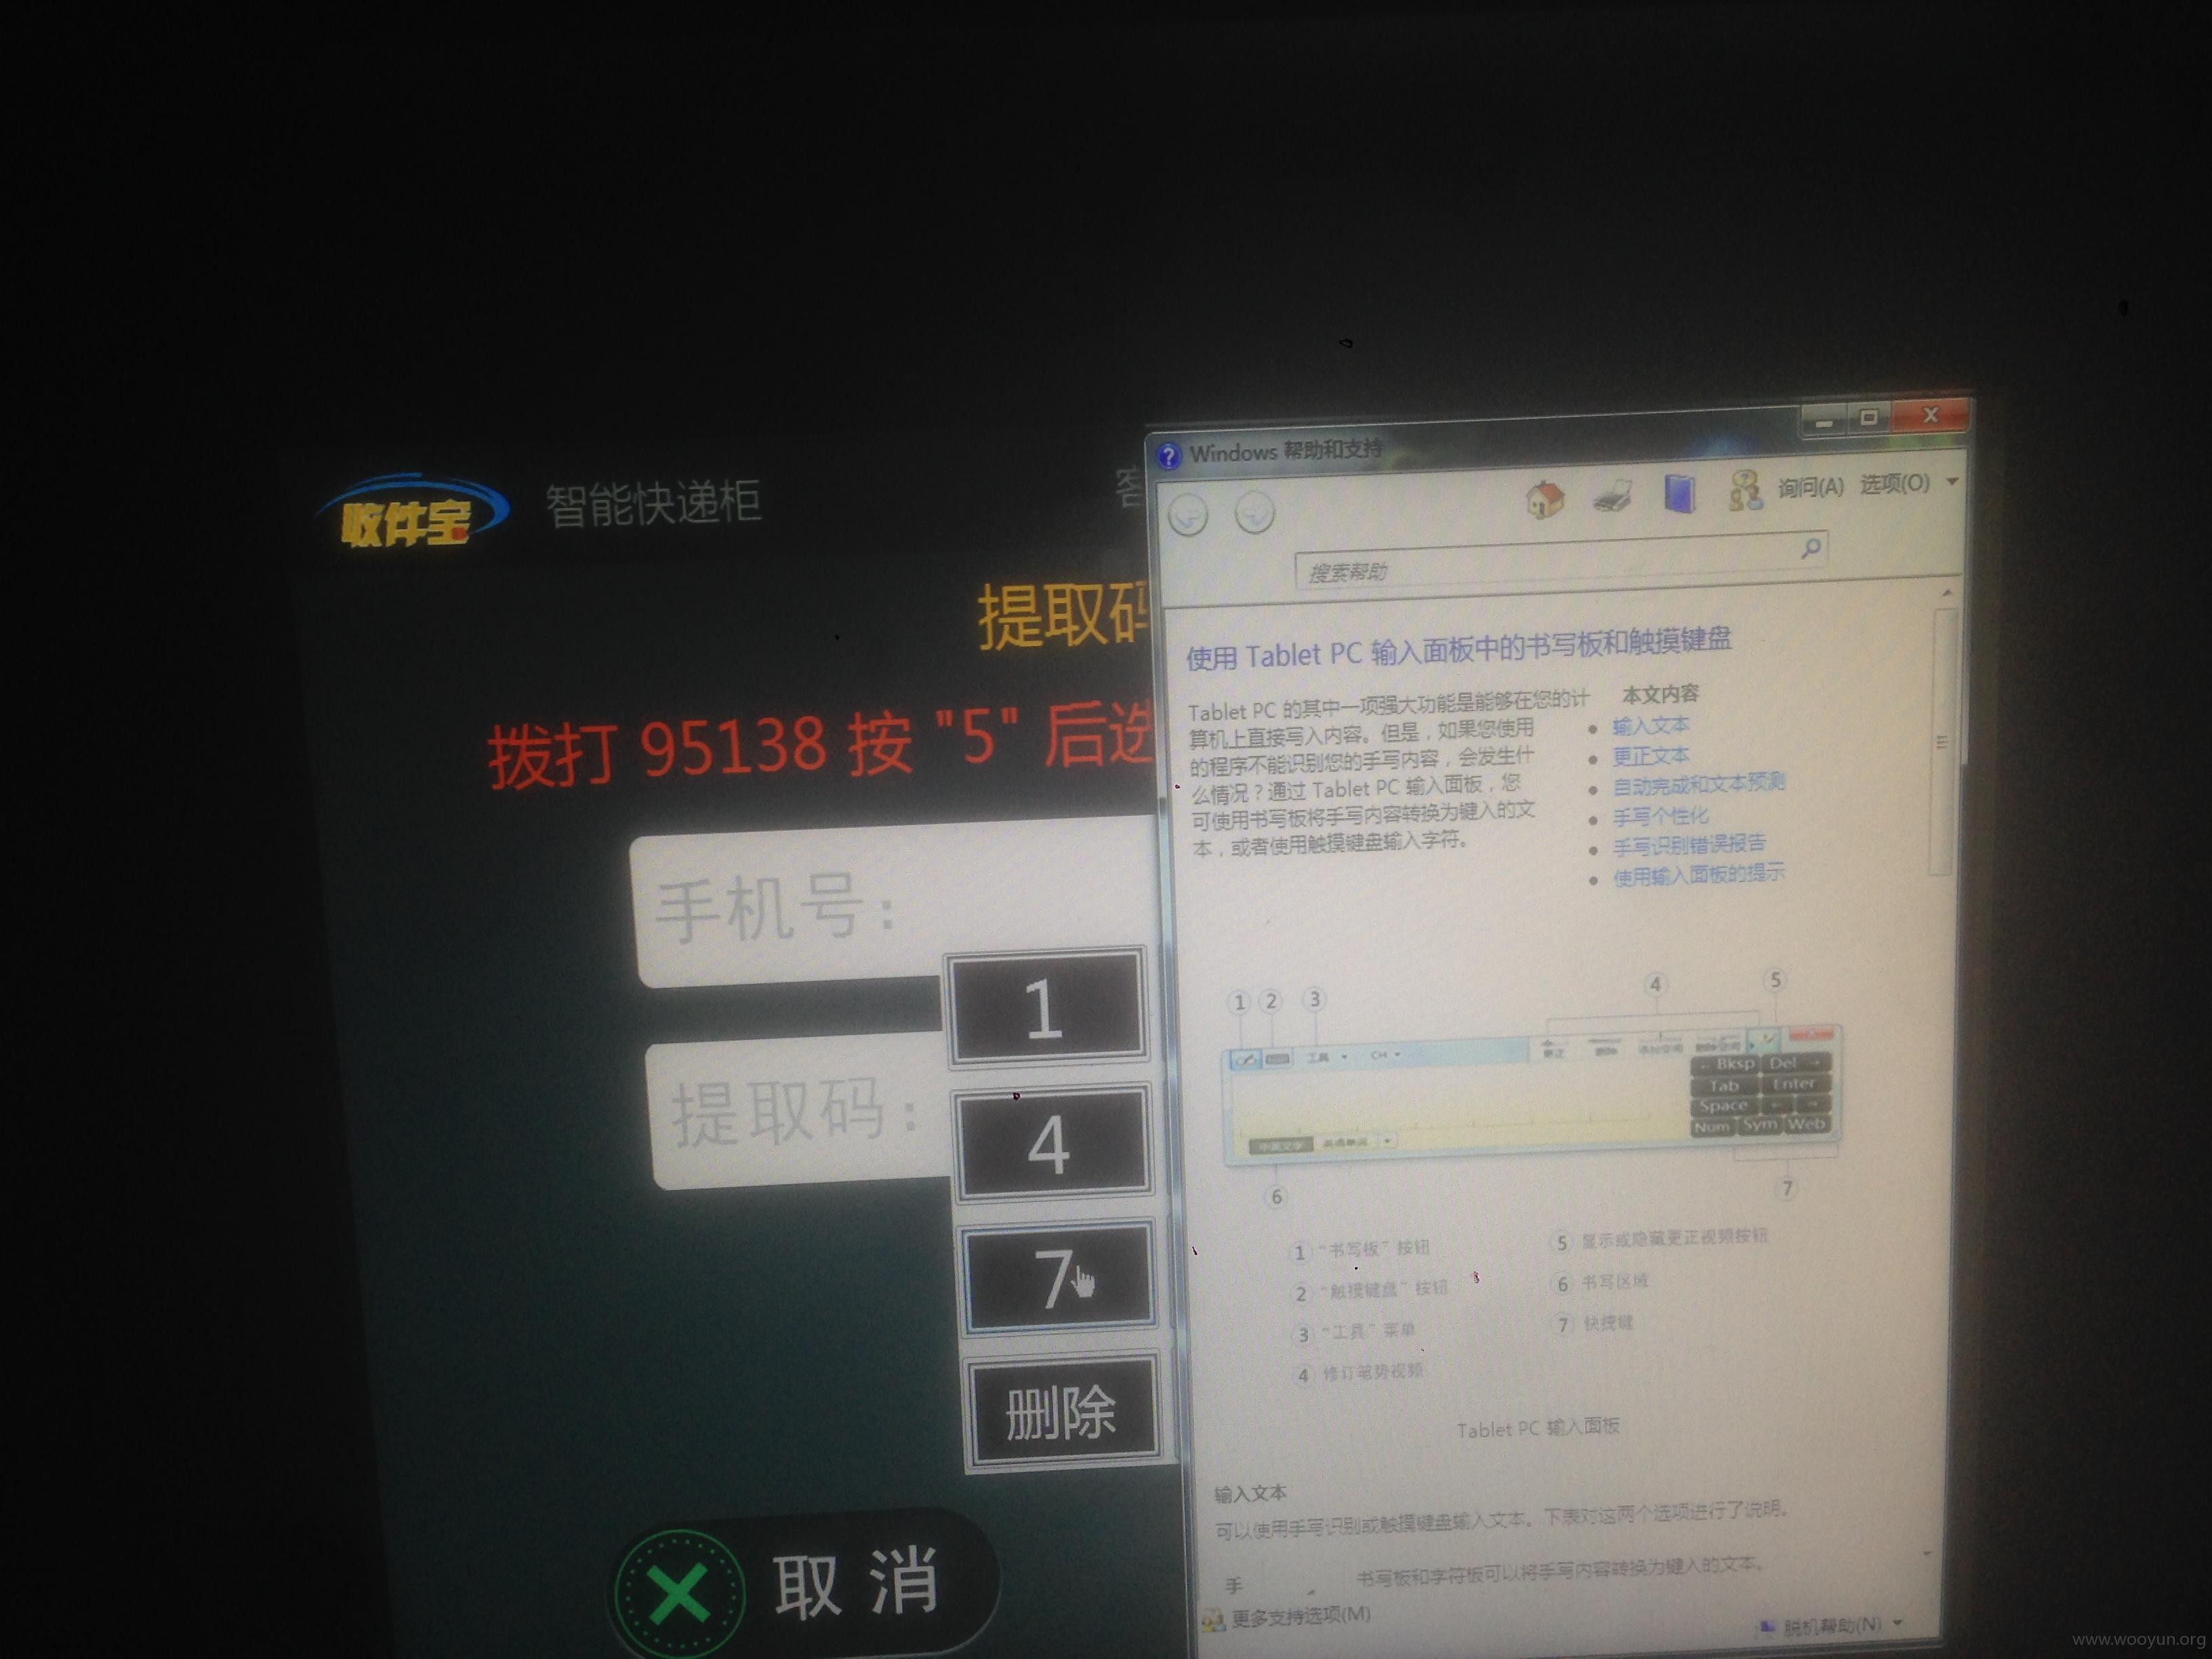 收件宝
智能快递柜
客
提取码
拨打 95138 按 "5" 后选
手机号:
提取码:
1
4
7
删除
取 消
Windows 帮助和支持
询问(A)
选项(O)
搜索帮助
使用 Tablet PC 输入面板中的书写板和触摸键盘
Tablet PC 的其中一项强大功能是能够在您的计
算机上直接写入内容。但是，如果您使用
的程序不能识别您的手写内容，会发生什
么情况？通过 Tablet PC 输入面板，您
可使用书写板将手写内容转换为键入的文
本，或者使用触摸键盘输入字符。
本文内容
输入文本
更正文本
自动完成和文本预测
手写个性化
手写识别错误报告
使用输入面板的提示
1 2 3 4 5
工具 CH 更正 删除
← Bksp Del →
Tab Enter
Space ← →
Num Sym Web
6 7
1 “书写板”按钮
2 “触摸键盘”按钮
3 “工具”菜单
4 修订笔势视频
5 显示或隐藏更正视频按钮
6 书写区域
7 快捷键
Tablet PC 输入面板
输入文本
可以使用手写识别或触摸键盘输入文本。下表对这两个选项进行了说明。
手
书写板和字符板可以将手写内容转换为键入的文本。
更多支持选项(M)
脱机帮助(N)
www.wooyun.org